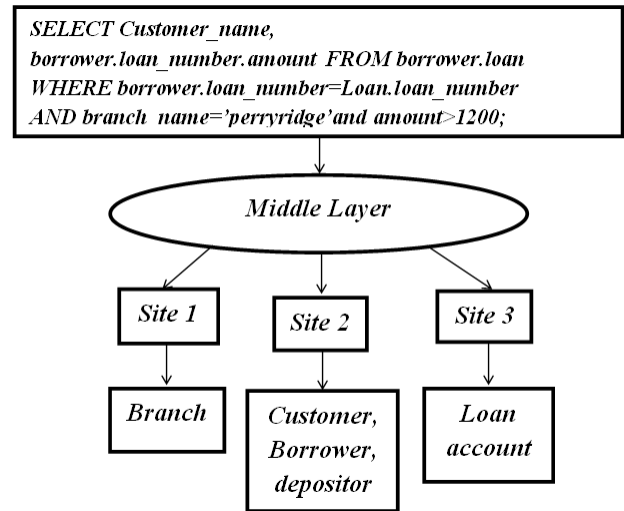 SELECT Customer_name,
borrower.loan_number.amount FROM borrower.loan
WHERE borrower.loan_number=Loan.loan_number
AND branch_name='perryridge'and amount>1200;
Middle Layer
Site 1
Site 2
Site 3
Branch
Customer,
Borrower,
depositor
Loan
account